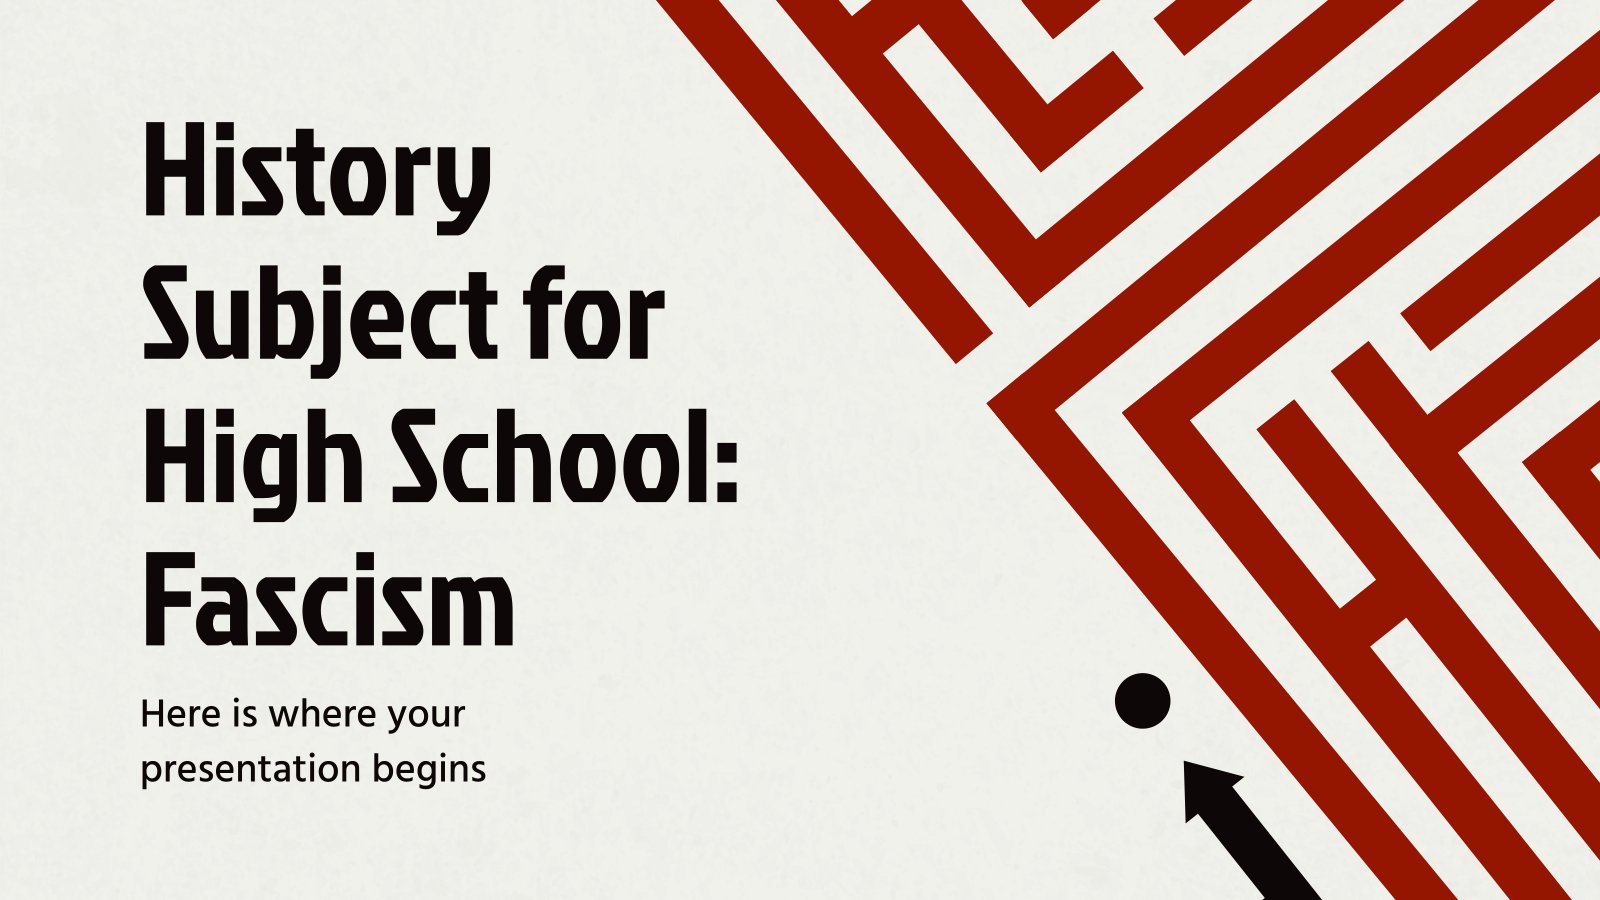 History
Subject for
High School:
Fascism
Here is where your
presentation begins